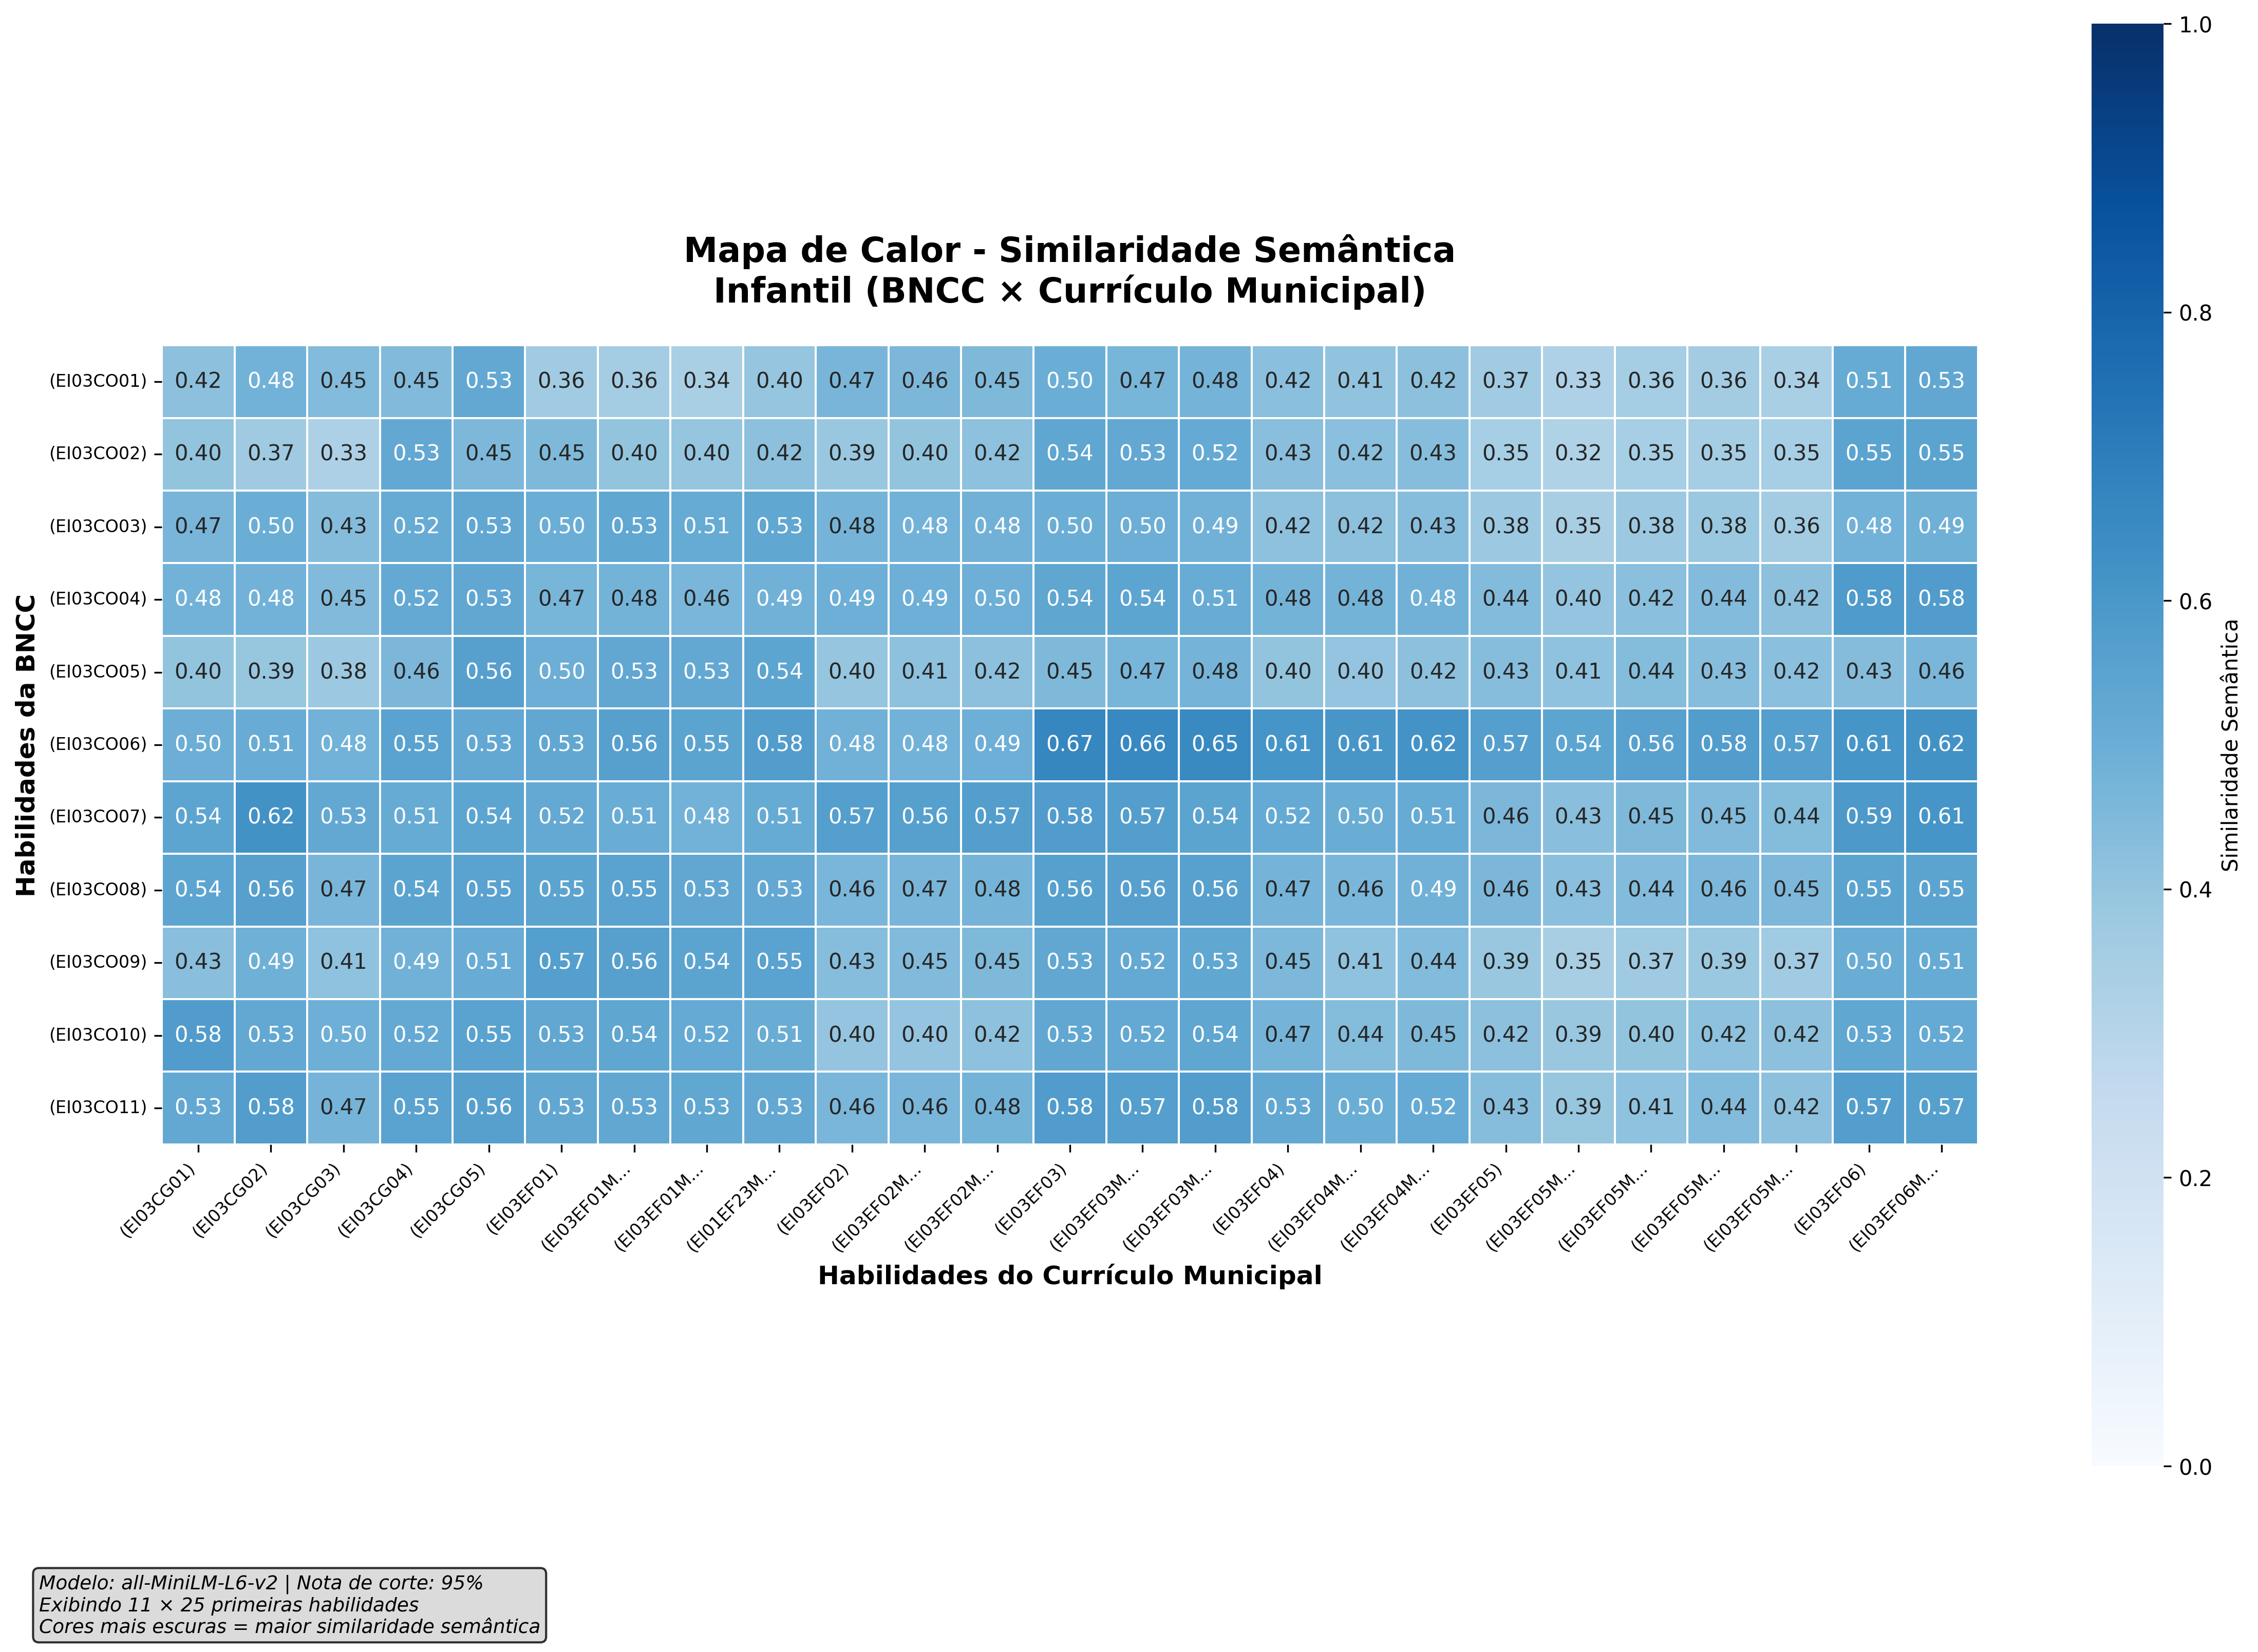 Mapa de Calor - Similaridade Semântica
Infantil (BNCC × Currículo Municipal)
Habilidades da BNCC
(EI03CO01) 0.42 0.48 0.45 0.45 0.53 0.36 0.36 0.34 0.40 0.47 0.46 0.45 0.50 0.47 0.48 0.42 0.41 0.42 0.37 0.33 0.36 0.36 0.34 0.51 0.53
(EI03CO02) 0.40 0.37 0.33 0.53 0.45 0.45 0.40 0.40 0.42 0.39 0.40 0.42 0.54 0.53 0.52 0.43 0.42 0.43 0.35 0.32 0.35 0.35 0.35 0.55 0.55
(EI03CO03) 0.47 0.50 0.43 0.52 0.53 0.50 0.53 0.51 0.53 0.48 0.48 0.48 0.50 0.50 0.49 0.42 0.42 0.43 0.38 0.35 0.38 0.38 0.36 0.48 0.49
(EI03CO04) 0.48 0.48 0.45 0.52 0.53 0.47 0.48 0.46 0.49 0.49 0.49 0.50 0.54 0.54 0.51 0.48 0.48 0.48 0.44 0.40 0.42 0.44 0.42 0.58 0.58
(EI03CO05) 0.40 0.39 0.38 0.46 0.56 0.50 0.53 0.53 0.54 0.40 0.41 0.42 0.45 0.47 0.48 0.40 0.40 0.42 0.43 0.41 0.44 0.43 0.42 0.43 0.46
(EI03CO06) 0.50 0.51 0.48 0.55 0.53 0.53 0.56 0.55 0.58 0.48 0.48 0.49 0.67 0.66 0.65 0.61 0.61 0.62 0.57 0.54 0.56 0.58 0.57 0.61 0.62
(EI03CO07) 0.54 0.62 0.53 0.51 0.54 0.52 0.51 0.48 0.51 0.57 0.56 0.57 0.58 0.57 0.54 0.52 0.50 0.51 0.46 0.43 0.45 0.45 0.44 0.59 0.61
(EI03CO08) 0.54 0.56 0.47 0.54 0.55 0.55 0.55 0.53 0.53 0.46 0.47 0.48 0.56 0.56 0.56 0.47 0.46 0.49 0.46 0.43 0.44 0.46 0.45 0.55 0.55
(EI03CO09) 0.43 0.49 0.41 0.49 0.51 0.57 0.56 0.54 0.55 0.43 0.45 0.45 0.53 0.52 0.53 0.45 0.41 0.44 0.39 0.35 0.37 0.39 0.37 0.50 0.51
(EI03CO10) 0.58 0.53 0.50 0.52 0.55 0.53 0.54 0.52 0.51 0.40 0.40 0.42 0.53 0.52 0.54 0.47 0.44 0.45 0.42 0.39 0.40 0.42 0.42 0.53 0.52
(EI03CO11) 0.53 0.58 0.47 0.55 0.56 0.53 0.53 0.53 0.53 0.46 0.46 0.48 0.58 0.57 0.58 0.53 0.50 0.52 0.43 0.39 0.41 0.44 0.42 0.57 0.57
(EI03CG01) (EI03CG02) (EI03CG03) (EI03CG04) (EI03CG05) (EI03EF01) (EI03EF01M... (EI03EF01M... (EI01EF23M... (EI03EF02) (EI03EF02M... (EI03EF02M... (EI03EF03) (EI03EF03M... (EI03EF03M... (EI03EF04) (EI03EF04M... (EI03EF04M... (EI03EF05) (EI03EF05M... (EI03EF05M... (EI03EF05M... (EI03EF05M... (EI03EF06) (EI03EF06M...
Habilidades do Currículo Municipal
1.0
0.8
0.6
0.4
0.2
0.0
Similaridade Semântica
Modelo: all-MiniLM-L6-v2 | Nota de corte: 95%
Exibindo 11 × 25 primeiras habilidades
Cores mais escuras = maior similaridade semântica